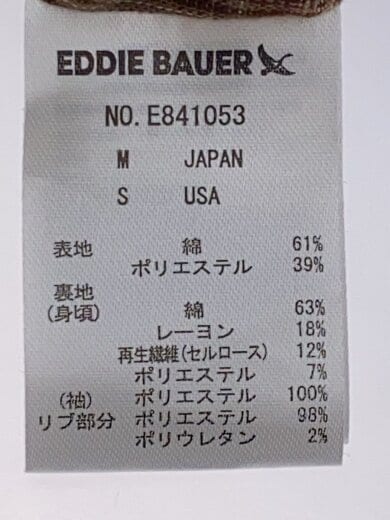 EDDIE BAUER
NO. E841053
M JAPAN
S USA
表地 綿 61%
ポリエステル 39%
裏地
(身頃) 綿 63%
レーヨン 18%
再生繊維(セルロース) 12%
ポリエステル 7%
(袖) ポリエステル 100%
リブ部分 ポリエステル 98%
ポリウレタン 2%